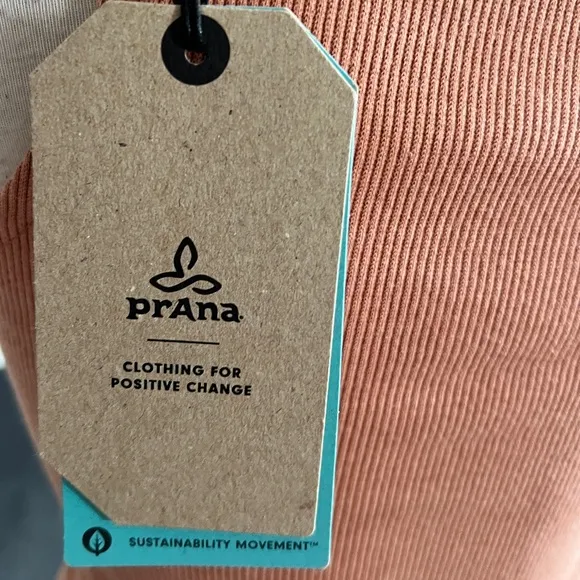 prAna
CLOTHING FOR
POSITIVE CHANGE
SUSTAINABILITY MOVEMENT™